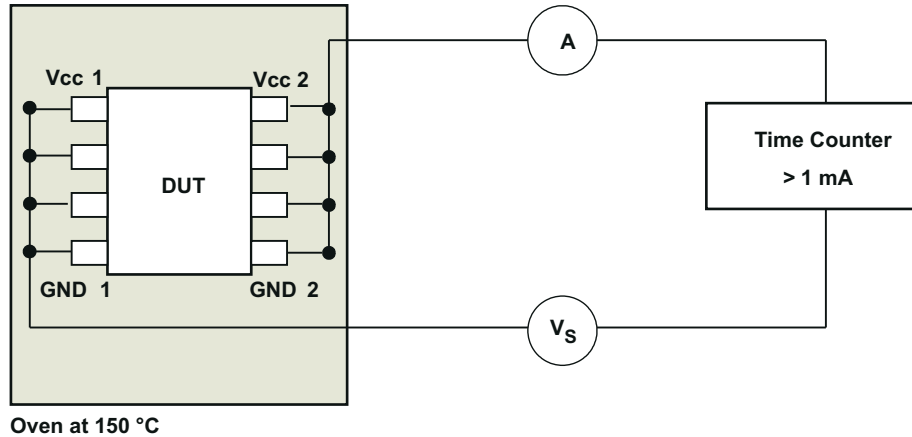 A
Vcc 1
Vcc 2
Time Counter
> 1 mA
DUT
GND 1
GND 2
VS
Oven at 150 °C